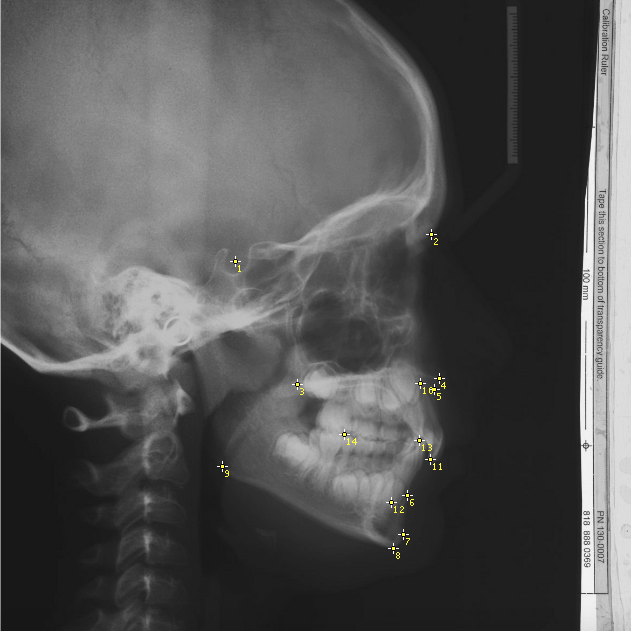 Calibration Ruler
Tape this section to bottom of transparency guide.
100 mm
PN 130-0007
818 888 0369
1
2
3
4
5
6
7
8
9
10
11
12
13
14